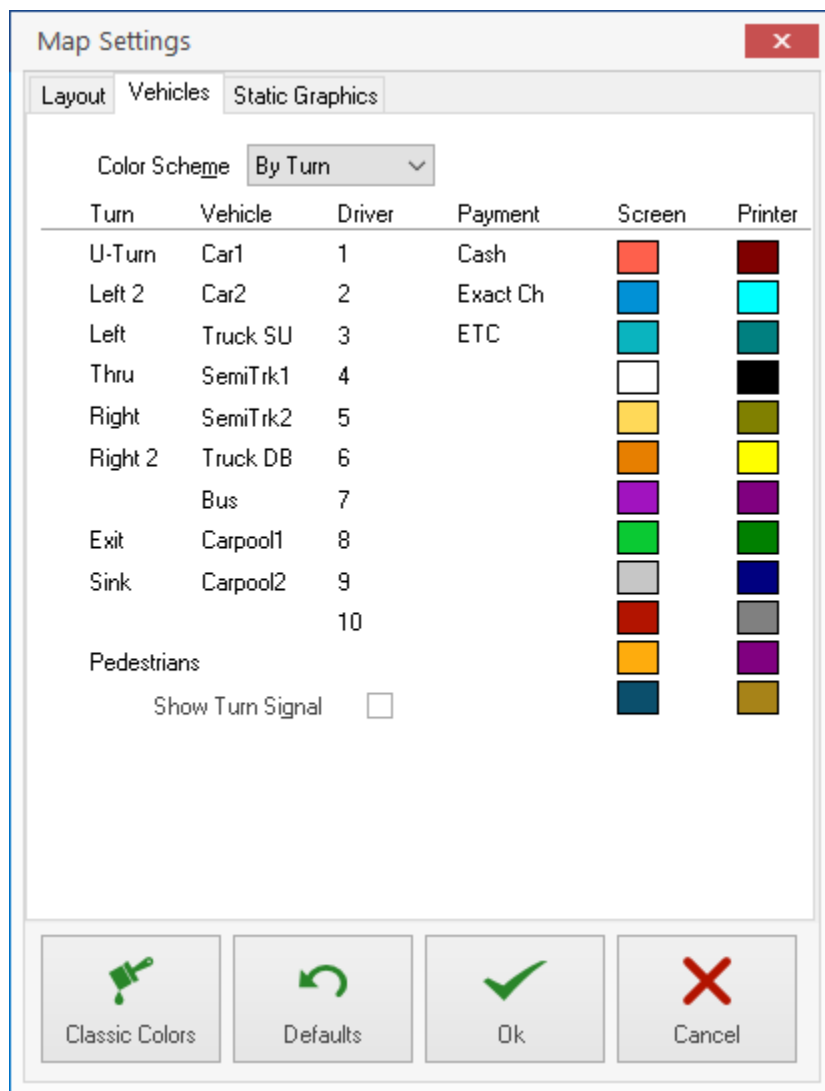 Map Settings
Layout Vehicles Static Graphics
Color Scheme By Turn
Turn Vehicle Driver Payment Screen Printer
U-Turn Car1 1 Cash
Left 2 Car2 2 Exact Ch
Left Truck SU 3 ETC
Thru SemiTrk1 4
Right SemiTrk2 5
Right 2 Truck DB 6
Bus 7
Exit Carpool1 8
Sink Carpool2 9
10
Pedestrians
Show Turn Signal
Classic Colors Defaults Ok Cancel